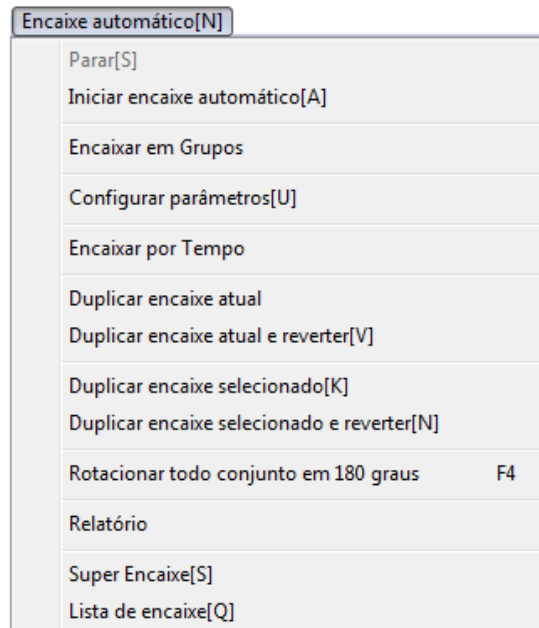 Encaixe automático[N]
Parar[S]
Iniciar encaixe automático[A]
Encaixar em Grupos
Configurar parâmetros[U]
Encaixar por Tempo
Duplicar encaixe atual
Duplicar encaixe atual e reverter[V]
Duplicar encaixe selecionado[K]
Duplicar encaixe selecionado e reverter[N]
Rotacionar todo conjunto em 180 graus F4
Relatório
Super Encaixe[S]
Lista de encaixe[Q]